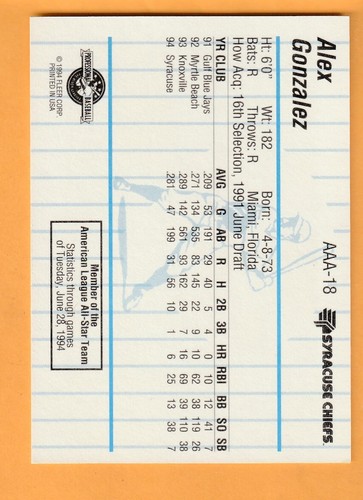 Alex Gonzalez
AAA-18
SYRACUSE CHIEFS
Ht: 6'0" Wt: 182 Born: 4-8-73
Bats: R Throws: R Miami, Florida
How Acq: 16th Selection, 1991 June Draft
YR CLUB AVG G AB R H 2B 3B HR RBI BB SO SB
91 Gulf Blue Jays .209 53 191 29 40 5 4 0 10 12 41 7
92 Myrtle Beach .271 134 535 83 145 22 5 10 62 38 119 26
93 Knoxville .289 142 561 93 162 29 7 16 69 39 110 38
94 Syracuse .281 47 199 31 56 10 1 6 25 13 38 7
PROFESSIONAL BASEBALL
© 1994 FLEER CORP.
PRINTED IN USA
Member of the
American League All-Star Team
Statistics through games
of Tuesday, June 28, 1994